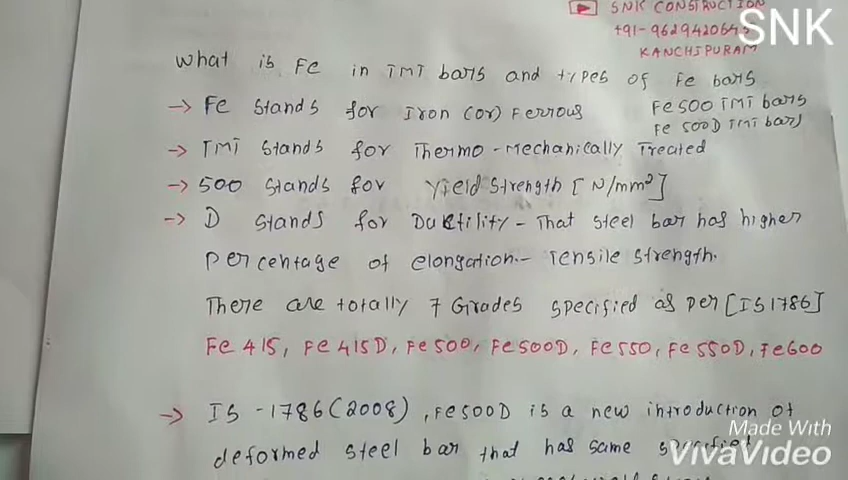 SNK CONSTRUCTION
SNK
+91-9629420645
KANCHIPURAM
What is Fe in TMT bars and types of Fe bars
→ Fe stands for Iron (or) Ferrous
Fe 500 TMT bars
Fe 500D TMT bars
→ TMT stands for Thermo-Mechanically Treated
→ 500 stands for Yield Strength [N/mm²]
→ D stands for Ductility - That steel bar has higher
Percentage of elongation - Tensile strength.
There are totally 7 Grades specified as per [IS1786]
Fe 415, Fe 415D, Fe 500, Fe 500D, Fe 550, Fe 550D, Fe 600
→ IS -1786(2008), Fe500D is a new introduction of
deformed steel bar that has same specified
Made With
VivaVideo